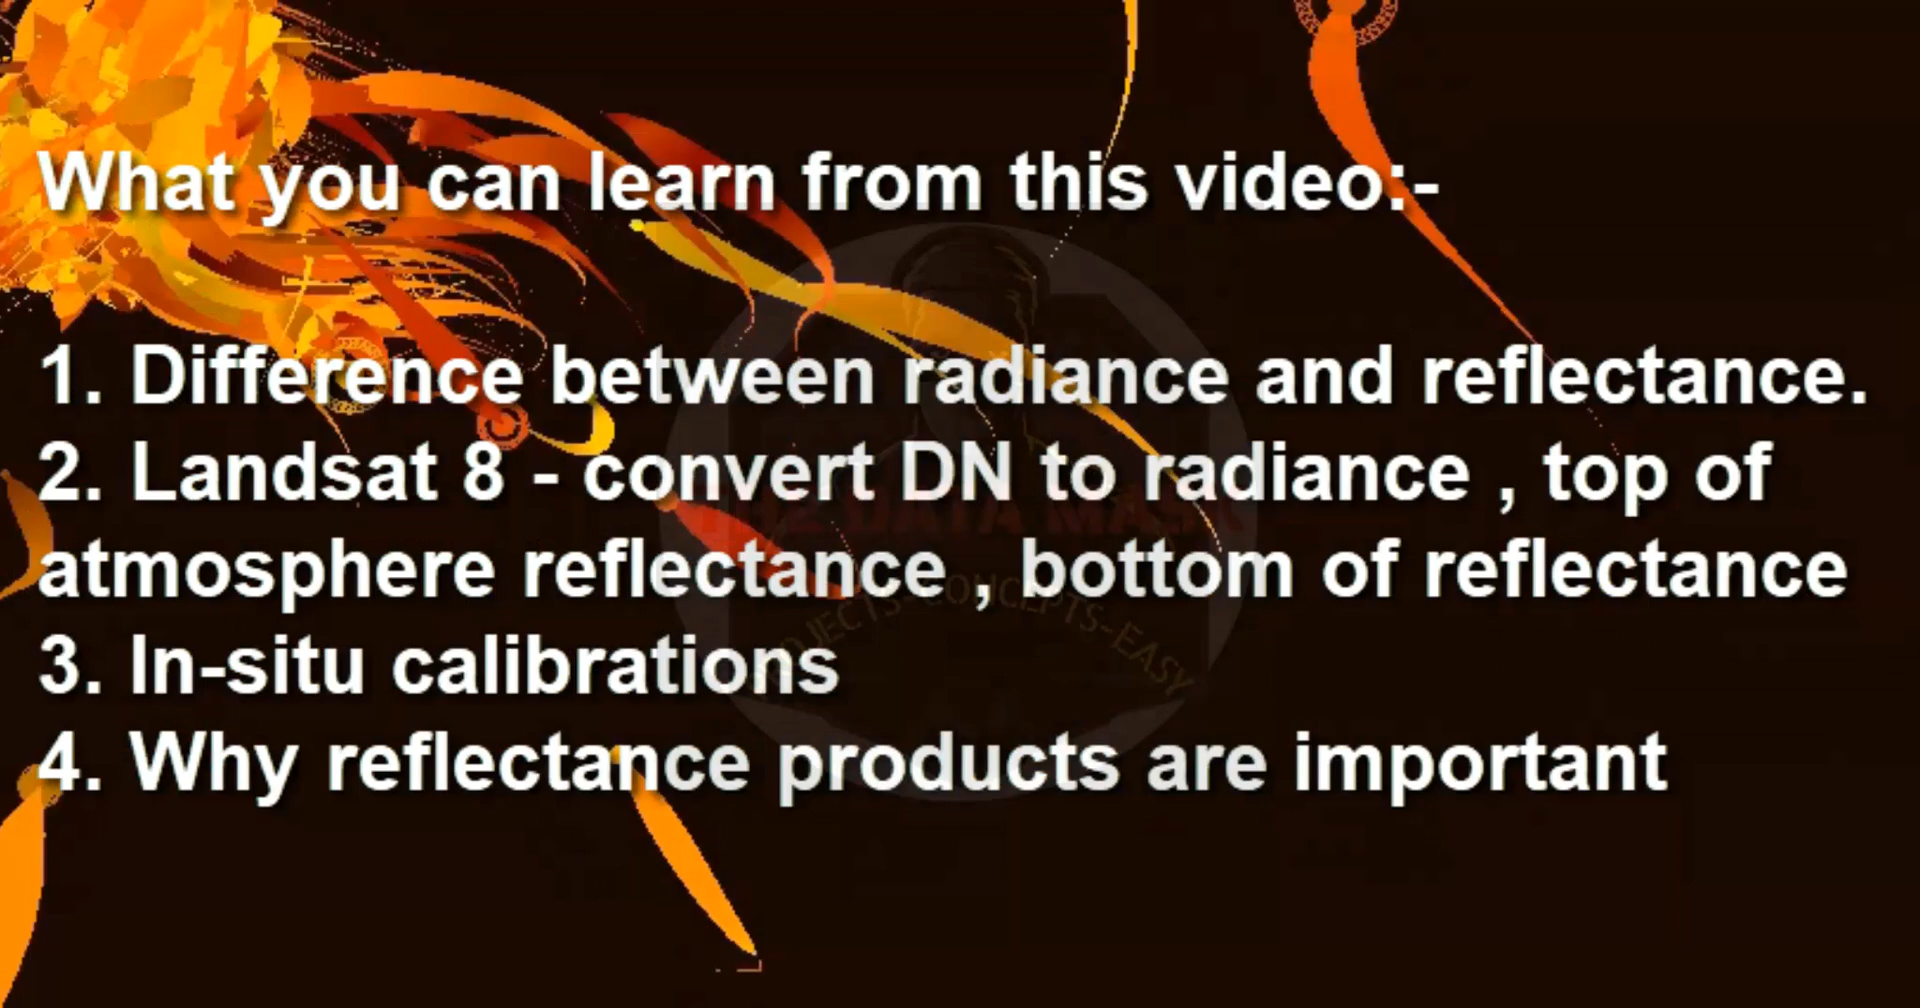 What you can learn from this video:-
1. Difference between radiance and reflectance.
2. Landsat 8 - convert DN to radiance , top of
atmosphere reflectance , bottom of reflectance
3. In-situ calibrations
4. Why reflectance products are important